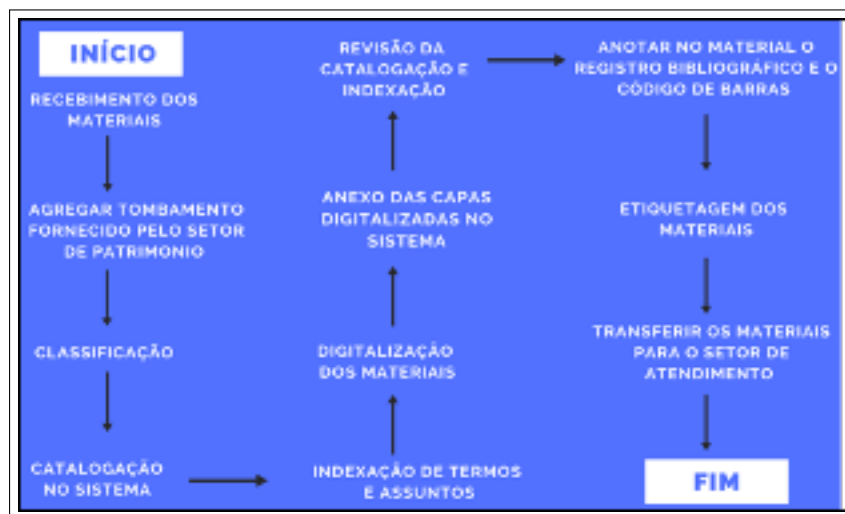 INÍCIO
RECEBIMENTO DOS
MATERIAIS
AGREGAR TOMBAMENTO
FORNECIDO PELO SETOR
DE PATRIMONIO
CLASSIFICAÇÃO
CATALOGAÇÃO
NO SISTEMA
INDEXAÇÃO DE TERMOS
E ASSUNTOS
DIGITALIZAÇÃO
DOS MATERIAIS
ANEXO DAS CAPAS
DIGITALIZADAS NO
SISTEMA
REVISÃO DA
CATALOGAÇÃO E
INDEXAÇÃO
ANOTAR NO MATERIAL O
REGISTRO BIBLIOGRÁFICO E O
CÓDIGO DE BARRAS
ETIQUETAGEM DOS
MATERIAIS
TRANSFERIR OS MATERIAIS
PARA O SETOR DE
ATENDIMENTO
FIM